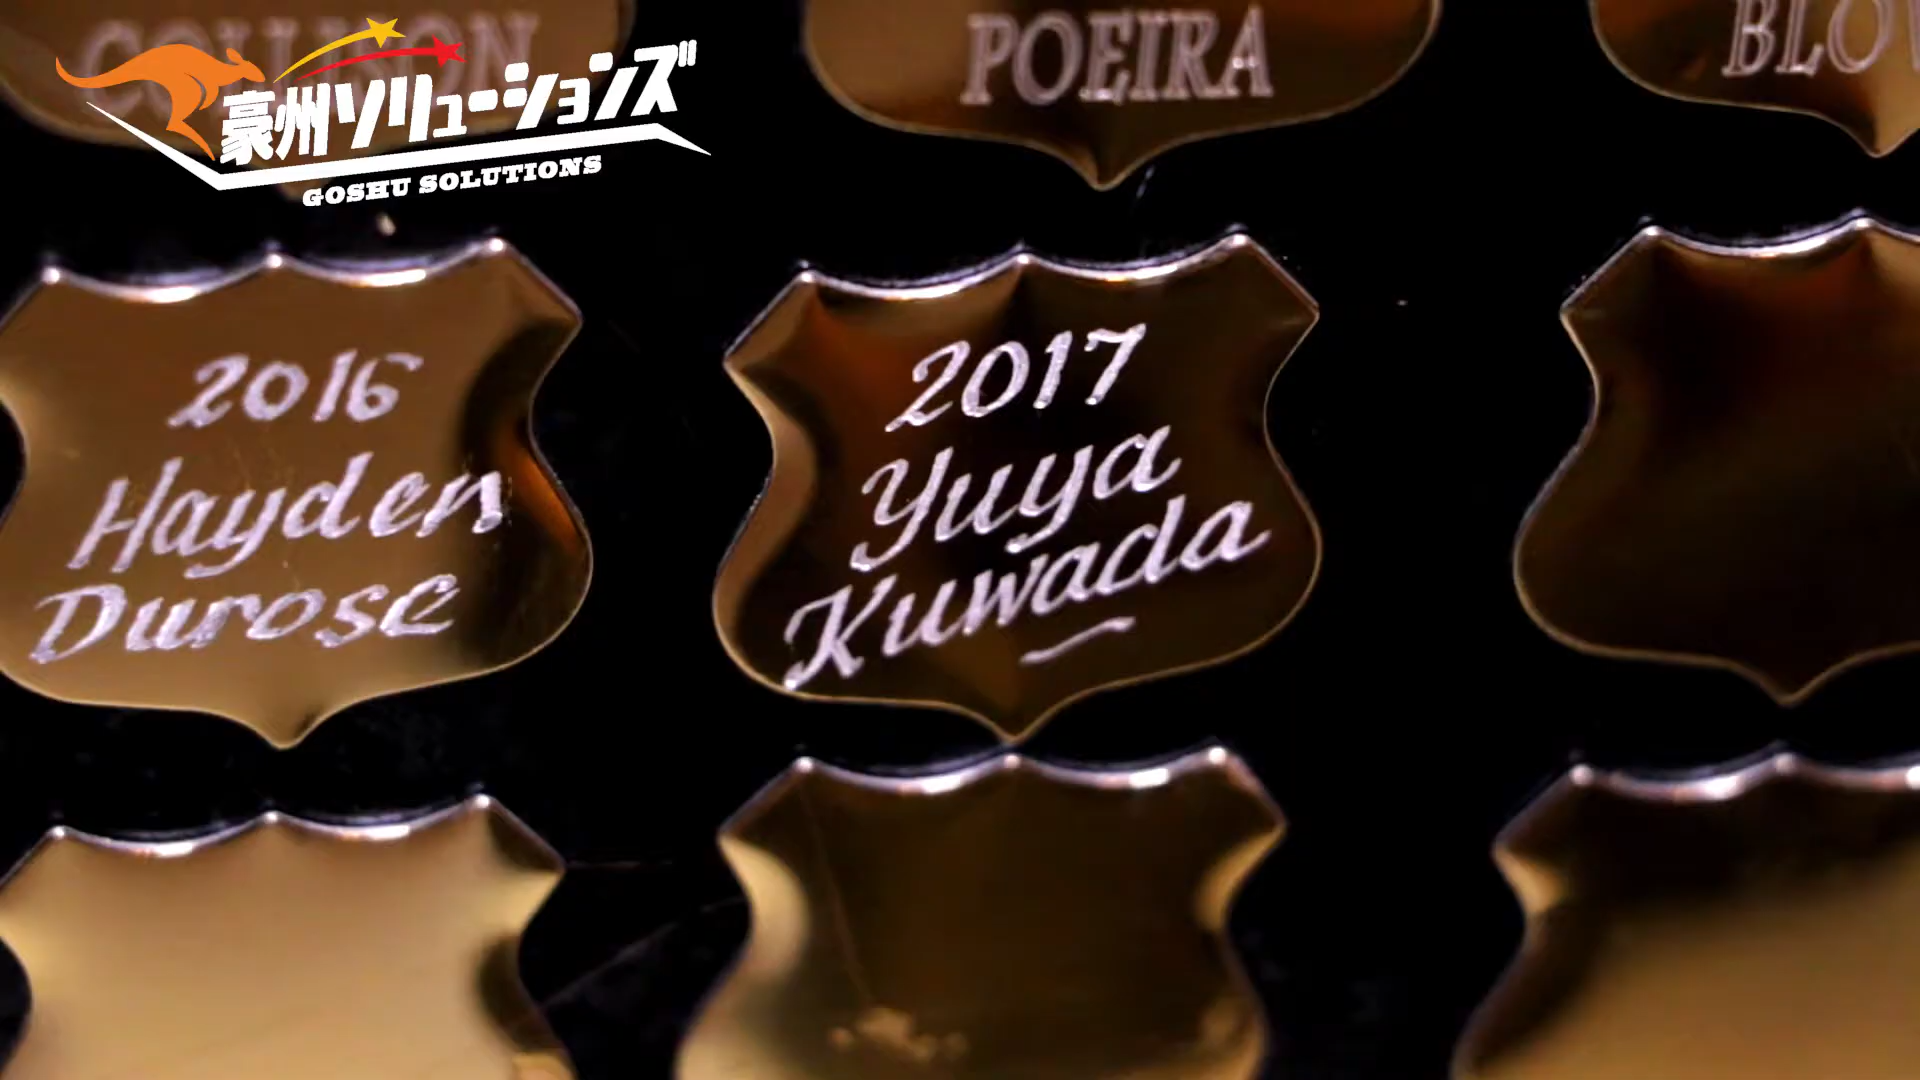 豪州ソリューションズ
GOSHU SOLUTIONS
POEIRA
2016
Hayden
Durose
2017
Yuya
Kuwada